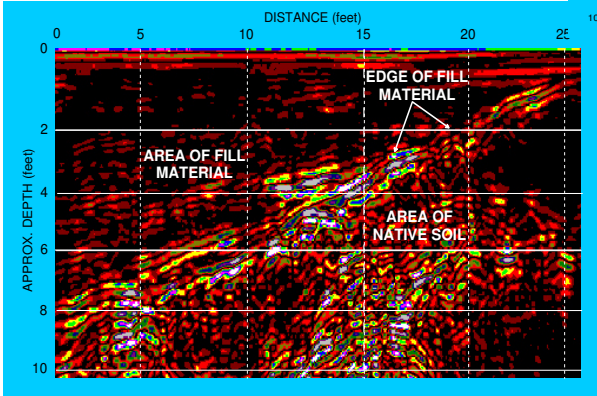 DISTANCE (feet)
10
0 5 10 15 20 25
0
EDGE OF FILL
MATERIAL
2
AREA OF FILL
MATERIAL
4
AREA OF
NATIVE SOIL
6
8
10
APPROX. DEPTH (feet)